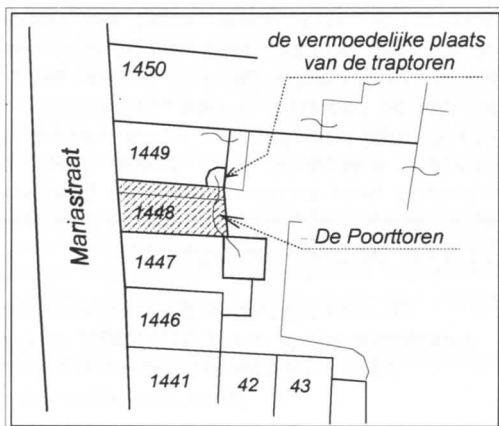 de vermoedelijke plaats
van de traptoren
1450
1449
1448
De Poorttoren
Mariastraat
1447
1446
1441
42
43